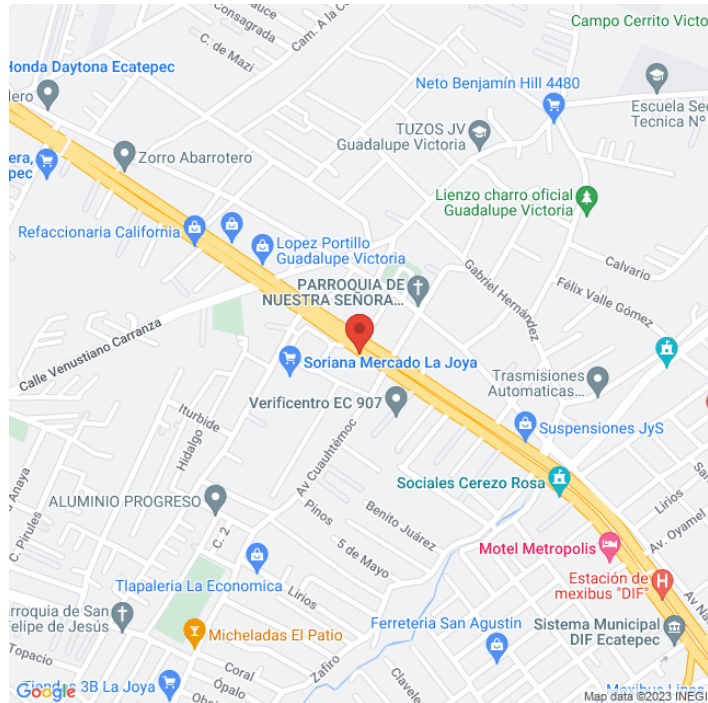 Sauce
Consagrada
Cam. A la C
Campo Cerrito Victo
C. de Mazi
Honda Daytona Ecatepec
Neto Benjamín Hill 4480
Escuela Sec
Tecnica Nº
TUZOS JV
Guadalupe Victoria
Zorro Abarrotero
Lienzo charro oficial
Guadalupe Victoria
Refaccionaria California
Lopez Portillo
Guadalupe Victoria
Calvario
Gabriel Hernández
PARROQUIA DE
NUESTRA SEÑORA...
Félix Valle Gómez
Calle Venustiano Carranza
Soriana Mercado La Joya
Trasmisiones
Automaticas...
Verificentro EC 907
Iturbide
Hidalgo
Suspensiones JyS
Av Cuauhtémoc
Sociales Cerezo Rosa
Lirios
Anaya
C. Pirules
ALUMINIO PROGRESO
Pinos
Benito Juárez
Av. Oyamel
C. 2
5 de Mayo
Motel Metropolis
Tlapaleria La Economica
Estación de
mexibus "DIF"
Lirios
Av Na
arroquia de San
Felipe de Jesús
Ferreteria San Agustin
Micheladas El Patio
Sistema Municipal
DIF Ecatepec
Topacio
Zafiro
Coral
Ópalo
Clavele
Tiendas 3B La Joya
Google
Map data ©2023 INEGI